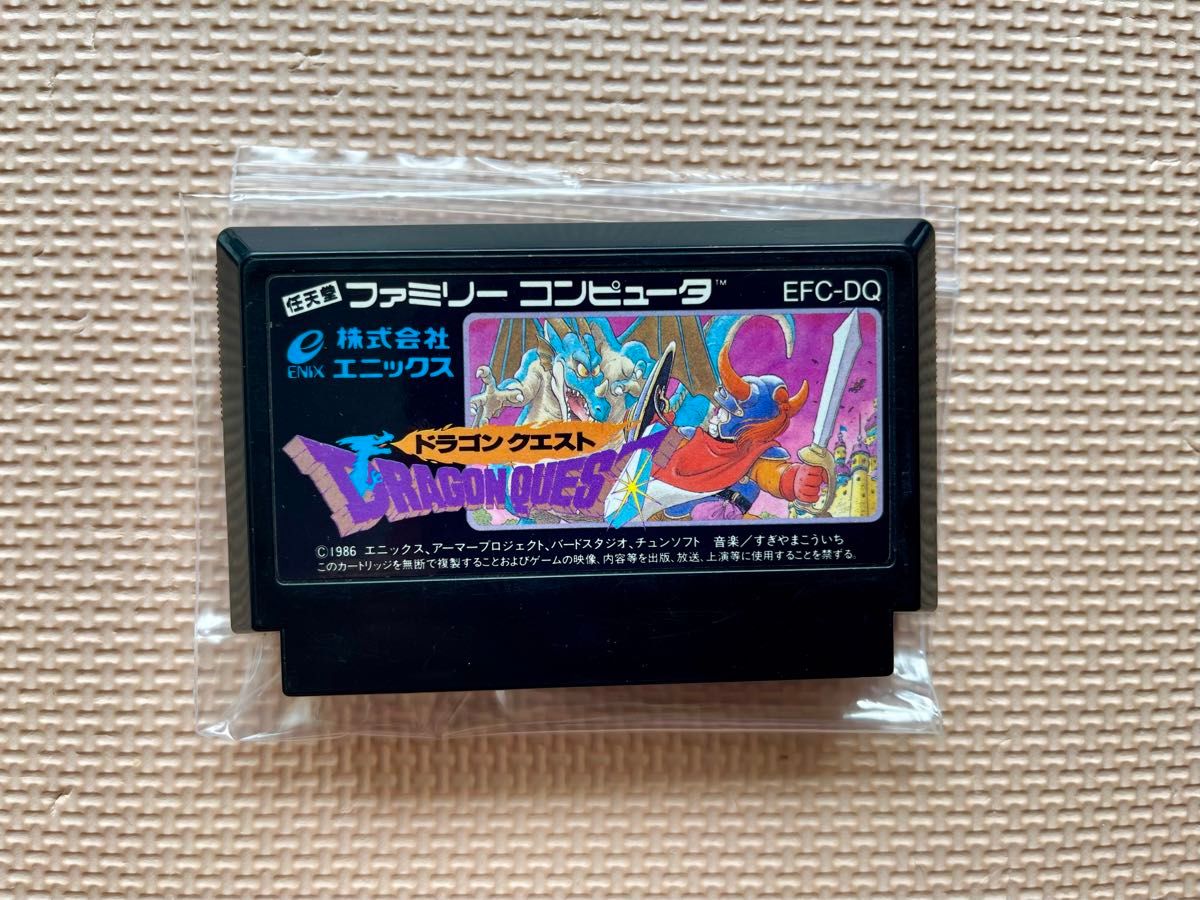 任天堂 ファミリー コンピュータ™ EFC-DQ
ENIX 株式会社
エニックス
ドラゴンクエスト
DRAGON QUEST
©1986 エニックス、アーマープロジェクト、バードスタジオ、チュンソフト 音楽／すぎやまこういち
このカートリッジを無断で複製することおよびゲームの映像、内容等を出版、放送、上演等に使用することを禁ずる。